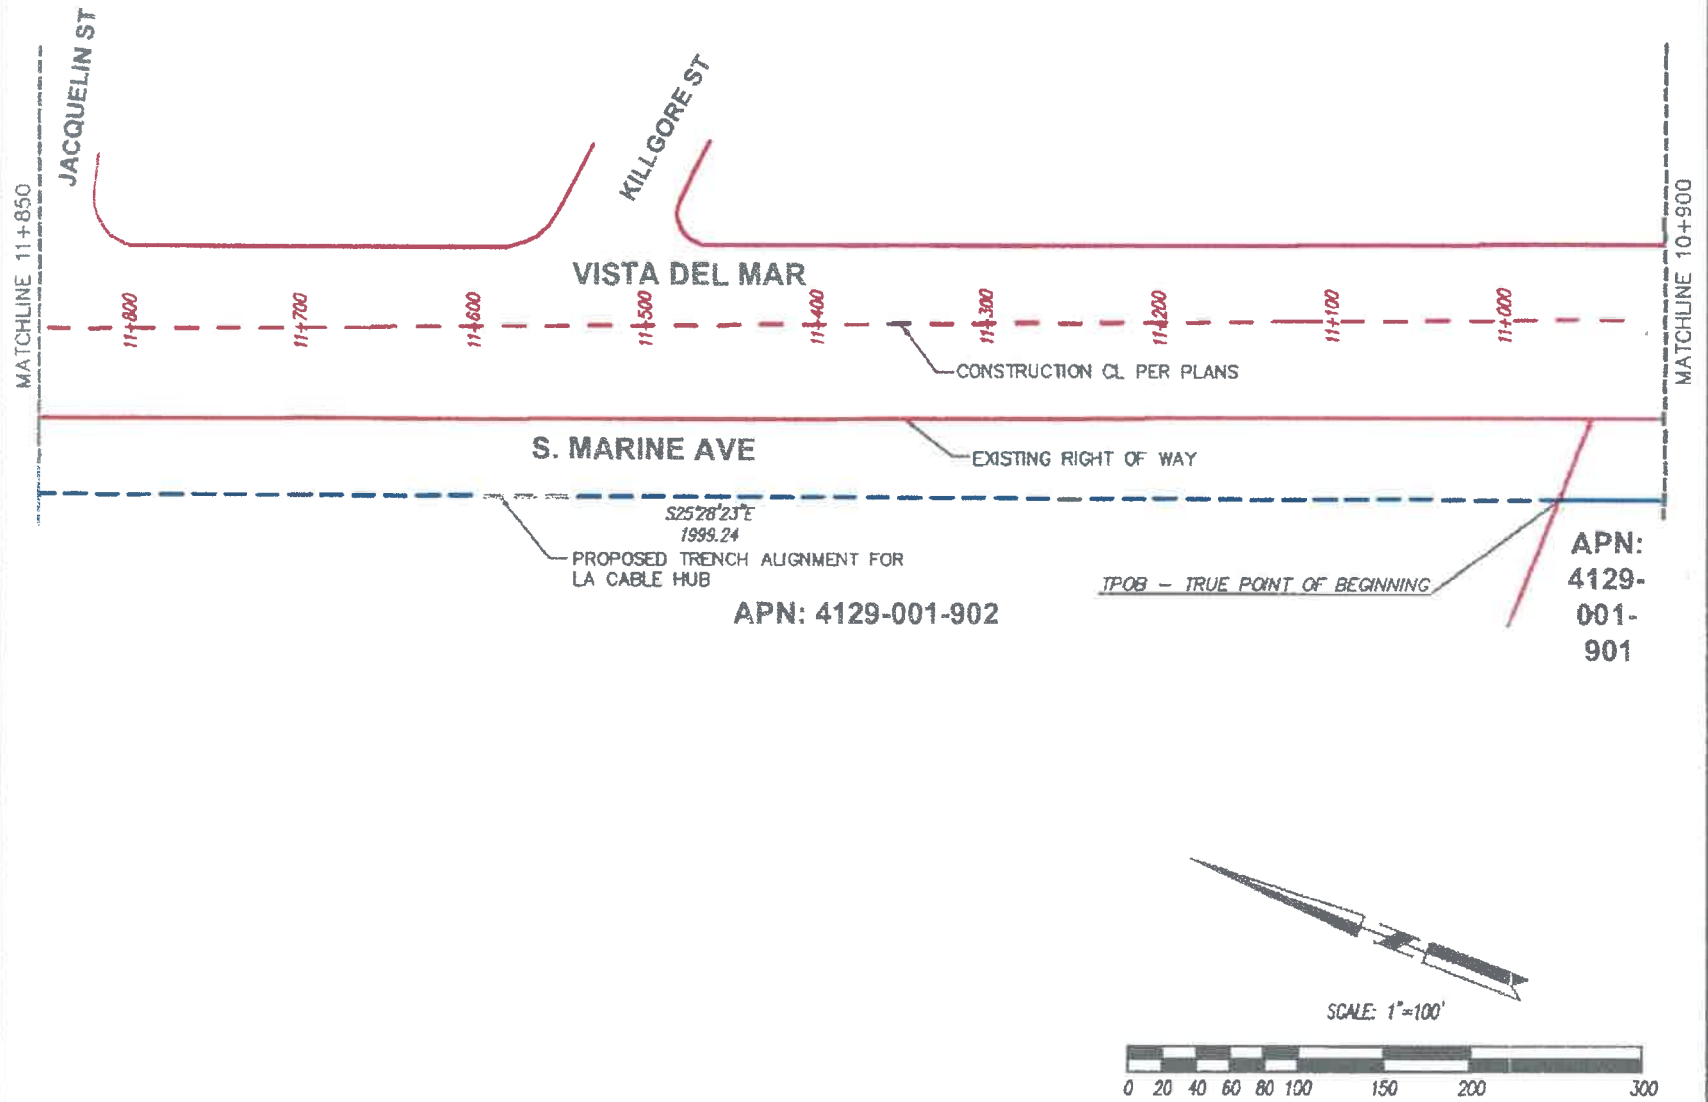 JACQUELIN ST
KILLGORE ST
MATCHLINE 11+850
MATCHLINE 10+900
VISTA DEL MAR
11+800
11+700
11+600
11+500
11+400
11+300
11+200
11+100
11+000
CONSTRUCTION CL PER PLANS
S. MARINE AVE
EXISTING RIGHT OF WAY
S25°28'23"E
1999.24
PROPOSED TRENCH ALIGNMENT FOR
LA CABLE HUB
TPOB - TRUE POINT OF BEGINNING
APN:
4129-
001-
901
APN: 4129-001-902
SCALE: 1"=100'
0 20 40 60 80 100 150 200 300